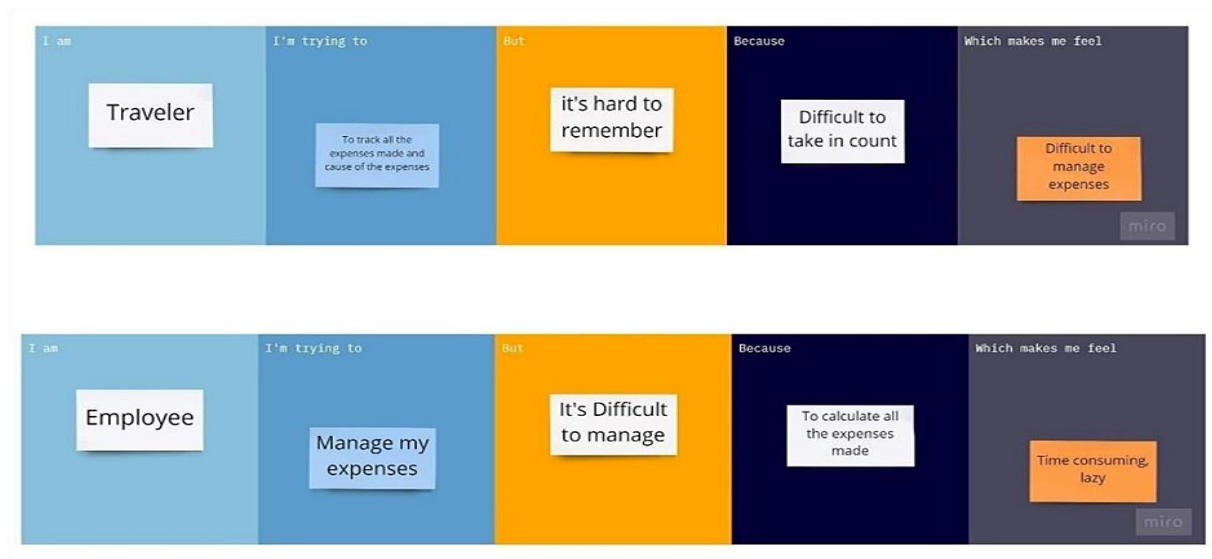 I am
I'm trying to
But
Because
Which makes me feel
Traveler
To track all the
expenses made and
cause of the expenses
it's hard to
remember
Difficult to
take in count
Difficult to
manage
expenses
miro
I am
I'm trying to
But
Because
Which makes me feel
Employee
Manage my
expenses
It's Difficult
to manage
To calculate all
the expenses
made
Time consuming,
lazy
miro